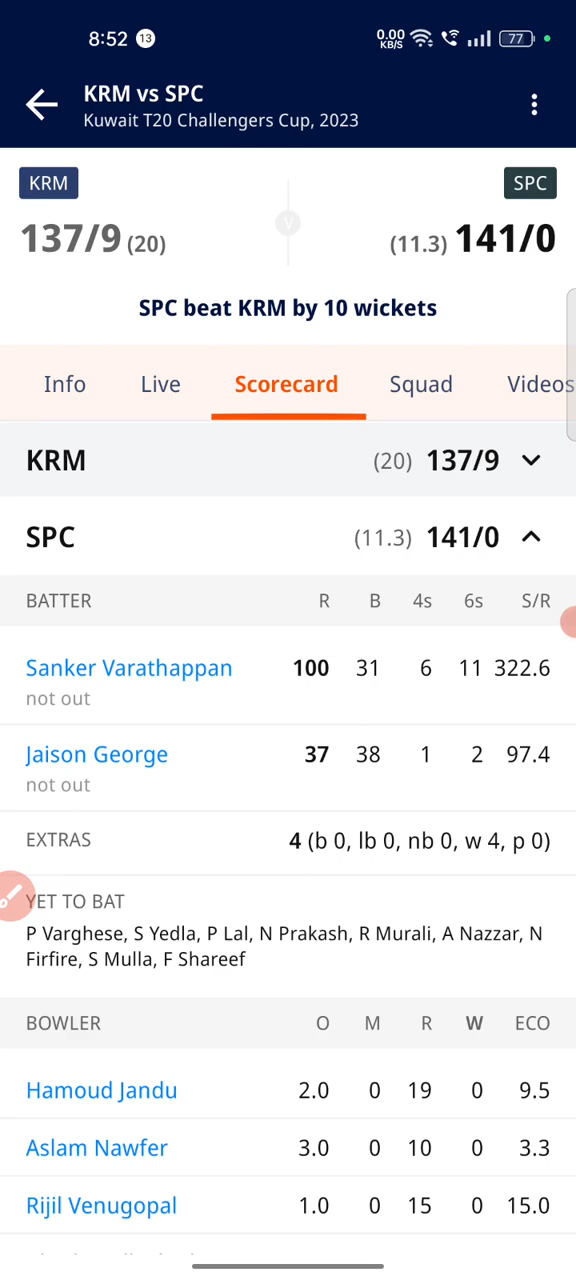 8:52 13 0.00 KB/S 77
KRM vs SPC
Kuwait T20 Challengers Cup, 2023
KRM SPC
V
137/9 (20) (11.3) 141/0
SPC beat KRM by 10 wickets
Info Live Scorecard Squad Videos
KRM (20) 137/9
SPC (11.3) 141/0
BATTER R B 4s 6s S/R
Sanker Varathappan 100 31 6 11 322.6
not out
Jaison George 37 38 1 2 97.4
not out
EXTRAS 4 (b 0, lb 0, nb 0, w 4, p 0)
YET TO BAT
P Varghese, S Yedla, P Lal, N Prakash, R Murali, A Nazzar, N
Firfire, S Mulla, F Shareef
BOWLER O M R W ECO
Hamoud Jandu 2.0 0 19 0 9.5
Aslam Nawfer 3.0 0 10 0 3.3
Rijil Venugopal 1.0 0 15 0 15.0